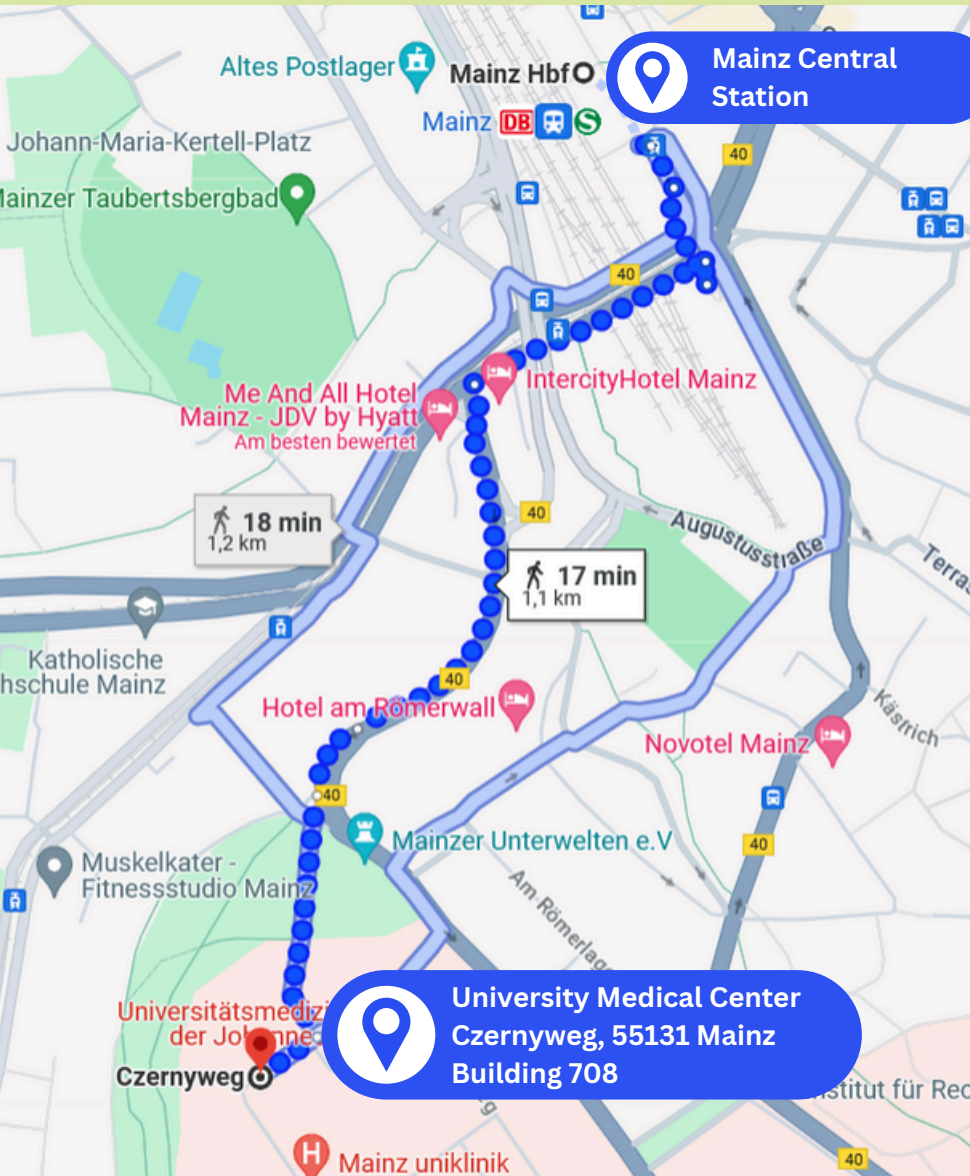 Mainz Central
Station
Altes Postlager
Mainz Hbf
Mainz DB S
Johann-Maria-Kertell-Platz
40
Mainzer Taubertsbergbad
40
IntercityHotel Mainz
Me And All Hotel
Mainz - JDV by Hyatt
Am besten bewertet
18 min
1,2 km
40
Augustusstraße
Terras
17 min
1,1 km
Katholische
hschule Mainz
40
Hotel am Römerwall
Kästrich
Novotel Mainz
40
Mainzer Unterwelten e.V
40
Muskelkater -
Fitnessstudio Mainz
Am Römerlage
University Medical Center
Czernyweg, 55131 Mainz
Building 708
Universitätsmedizi
der Johanne
Czernyweg
stitut für Rec
H
Mainz uniklinik
40